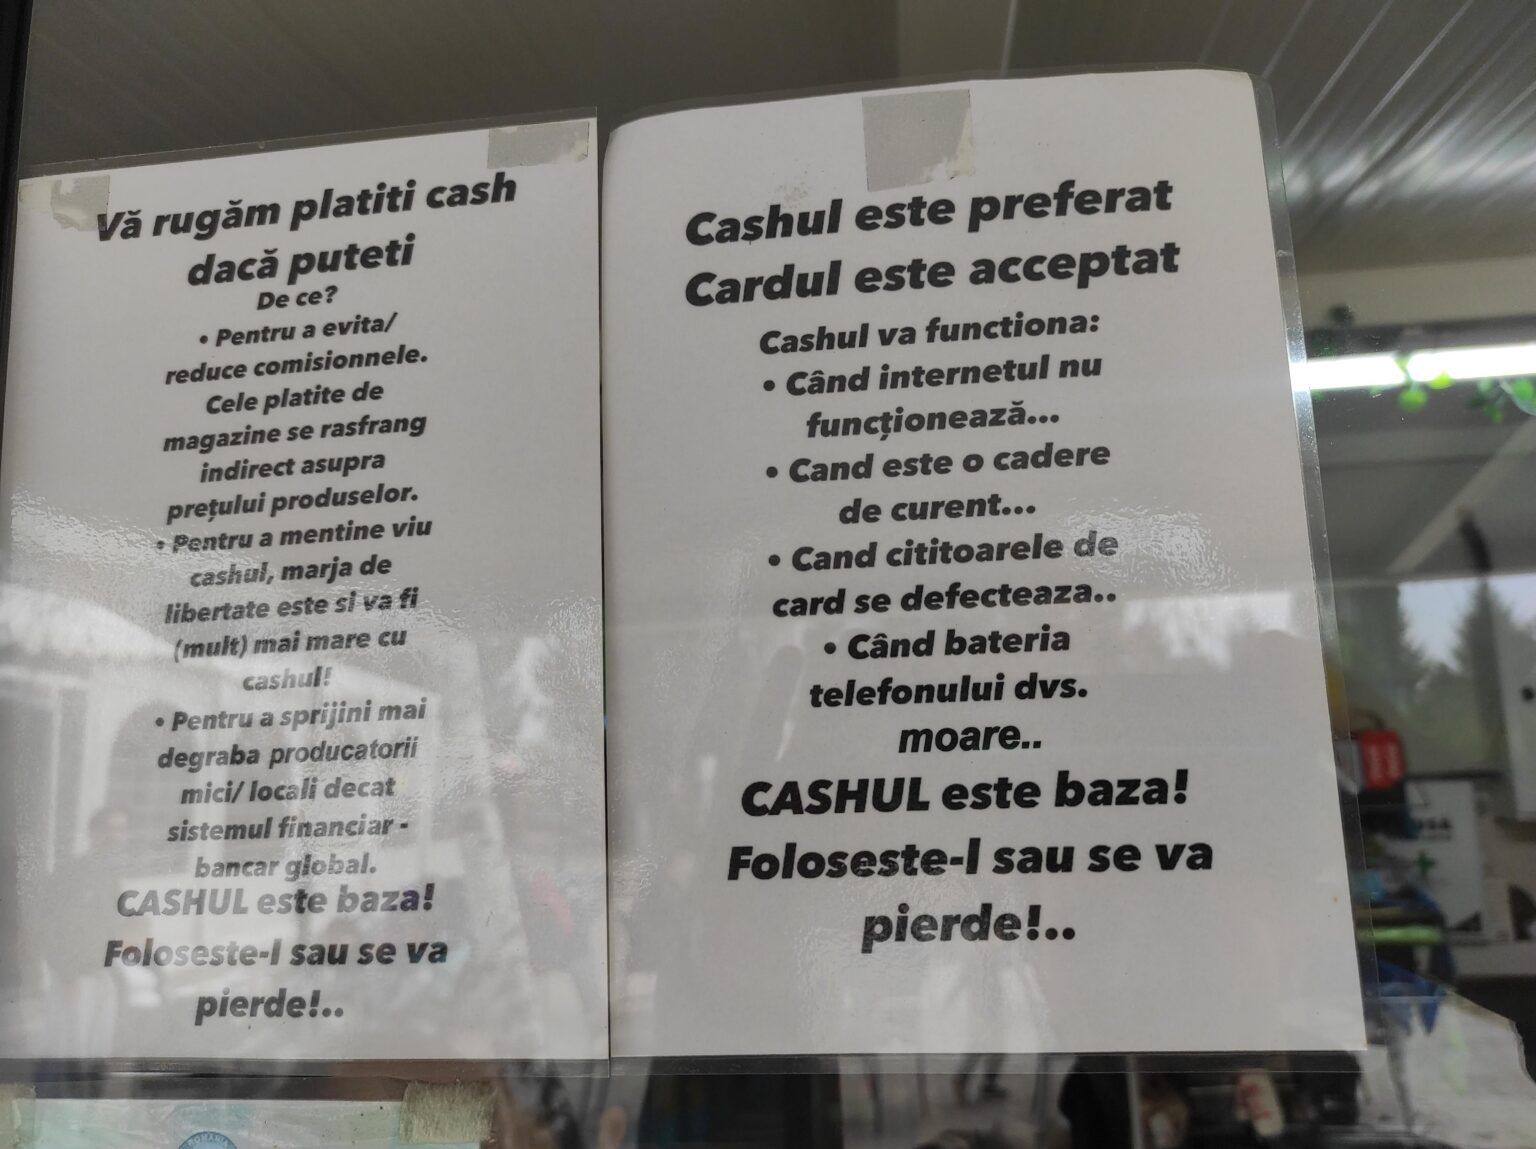 Vă rugăm platiti cash
dacă puteti
De ce?
• Pentru a evita/
reduce comisionnele.
Cele platite de
magazine se rasfrang
indirect asupra
prețului produselor.
• Pentru a mentine viu
cashul, marja de
libertate este si va fi
(mult) mai mare cu
cashul!
• Pentru a sprijini mai
degraba producatorii
mici/ locali decat
sistemul financiar -
bancar global.
CASHUL este baza!
Foloseste-l sau se va
pierde!..
Cashul este preferat
Cardul este acceptat
Cashul va functiona:
• Când internetul nu
funcționează...
• Cand este o cadere
de curent...
• Cand cititoarele de
card se defecteaza..
• Când bateria
telefonului dvs.
moare..
CASHUL este baza!
Foloseste-l sau se va
pierde!..
ROMANIA